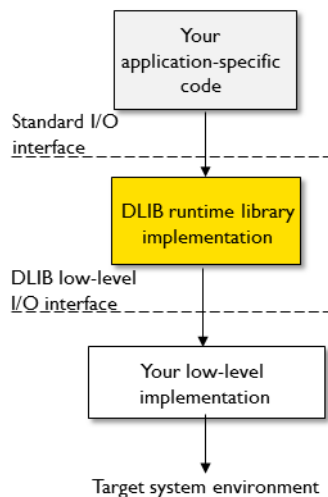 Your
application-specific
code
Standard I/O
interface
DLIB runtime library
implementation
DLIB low-level
I/O interface
Your low-level
implementation
Target system environment